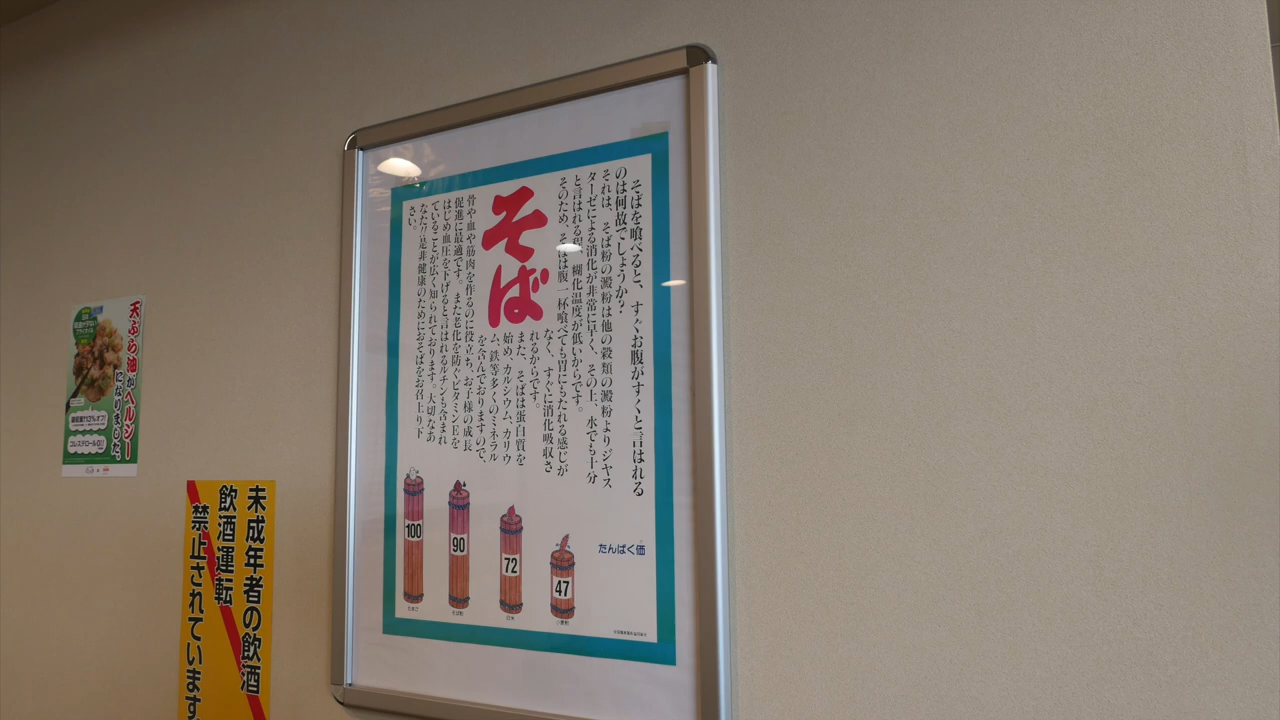 そば
そばを喰べると、すぐお腹がすくと言はれる
のは何故でしょうか?
それは、そば粉の澱粉は他の穀類の澱粉よりジヤス
ターゼによる消化が非常に早く、その上、水でも十分
と言はれる程、糊化温度が低いからです。
そのため、そばは腹一杯喰べても胃にもたれる感じが
なく、すぐに消化吸収さ
れるからです。
また、そばは蛋白質を
始め、カルシウム、カリウ
ム、鉄等多くのミネラル
を含んでおりますので、
骨や血や筋肉を作るのに役立ち、お子様の成長
促進に最適です。また老化を防ぐビタミンEを
はじめ血圧を下げると言はれるルチンも含まれ
ていることが広く知られております。大切なあ
なた!!是非健康のためにおそばをお召上り下
さい。
たんぱく価
100
90
72
47
たまご
そば粉
白米
小麦粉
天ぷら油がヘルシー
になりました。
コレステロール0!!
未成年者の飲酒
飲酒運転
禁止されています